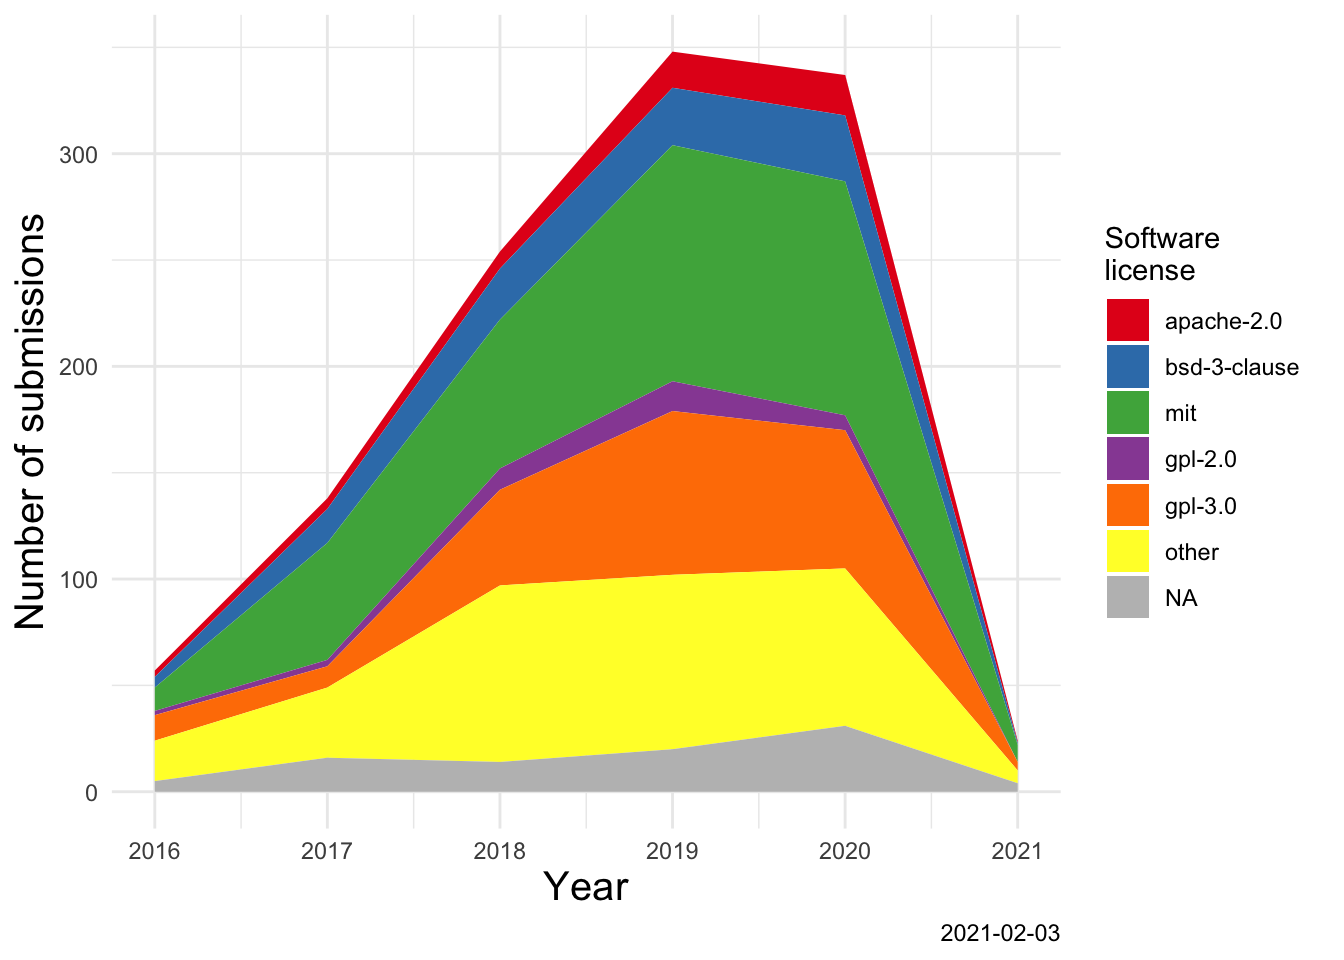 Number of submissions
300
200
100
0
2016 2017 2018 2019 2020 2021
Year
2021-02-03
Software
license
apache-2.0
bsd-3-clause
mit
gpl-2.0
gpl-3.0
other
NA